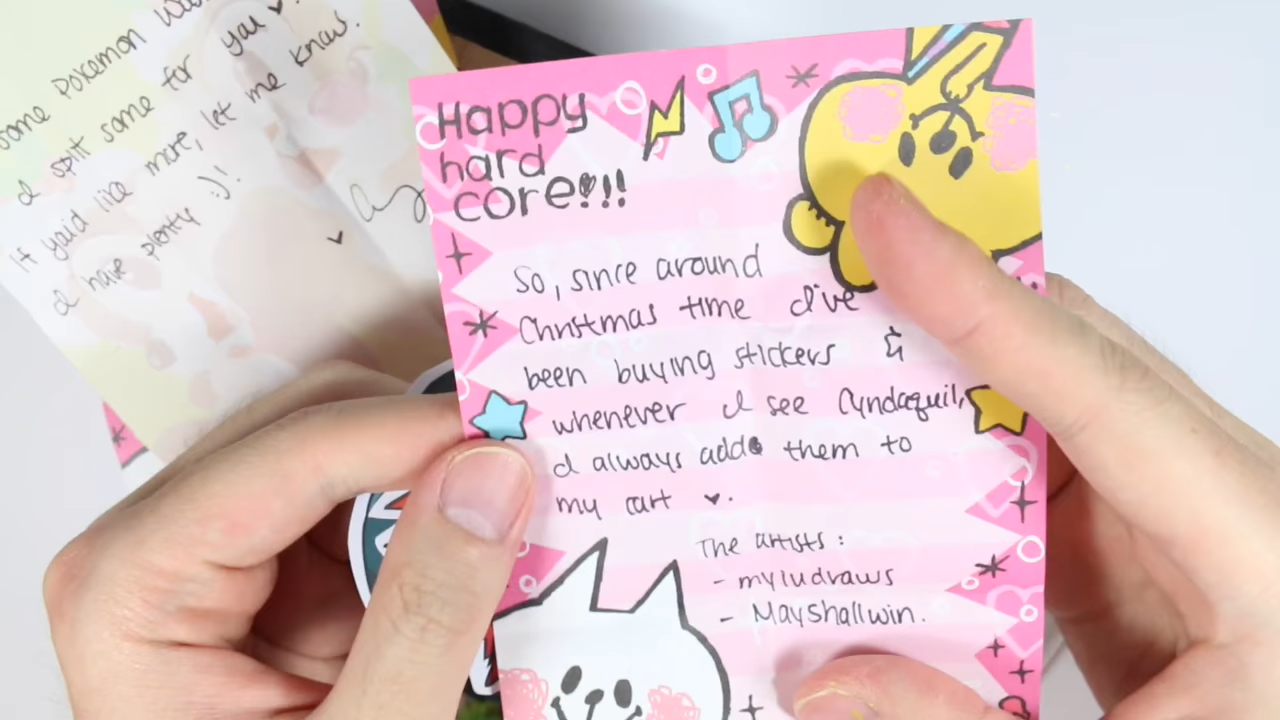 some Pokemon
I split some for you ♥.
If you'd like more, let me know.
I have plenty :)!
Happy
hard
core!!!
So, since around
Christmas time I've
been buying stickers &
whenever I see Cyndaquil,
I always add them to
my cart ♥.
The artists:
- myludraws
- Mayshallwin.